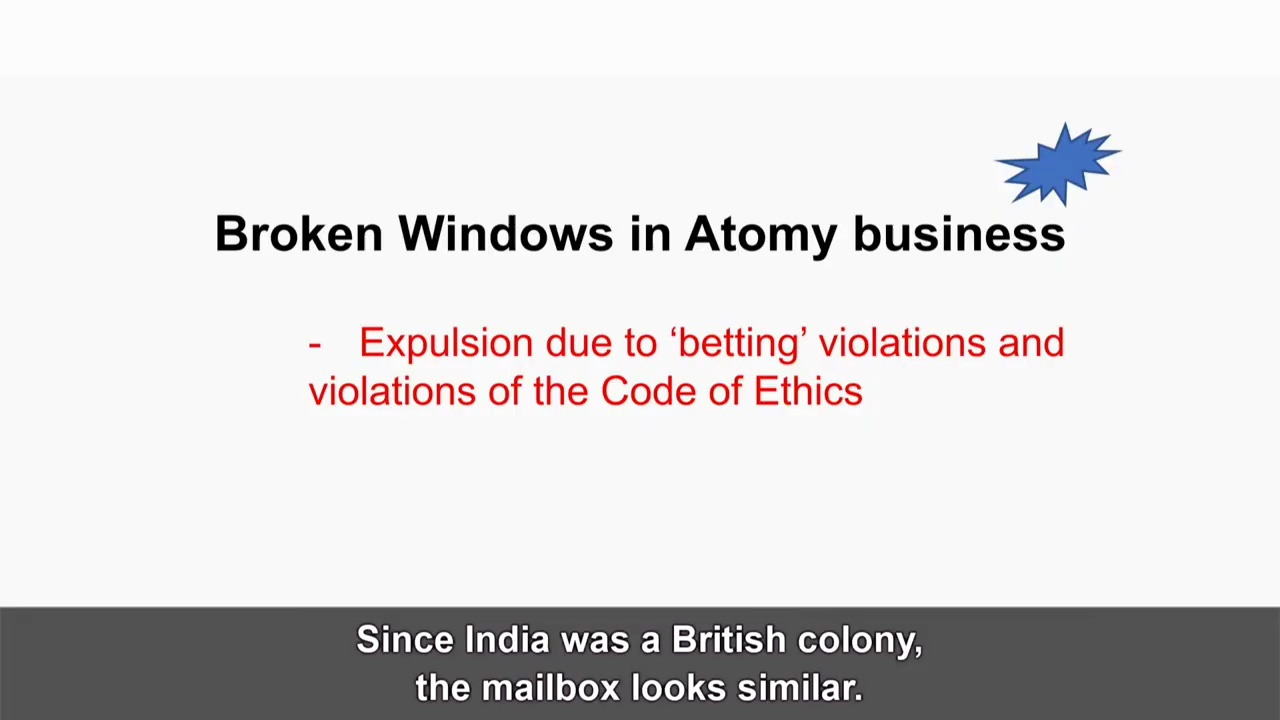 Broken Windows in Atomy business
- Expulsion due to ‘betting’ violations and
violations of the Code of Ethics
Since India was a British colony,
the mailbox looks similar.